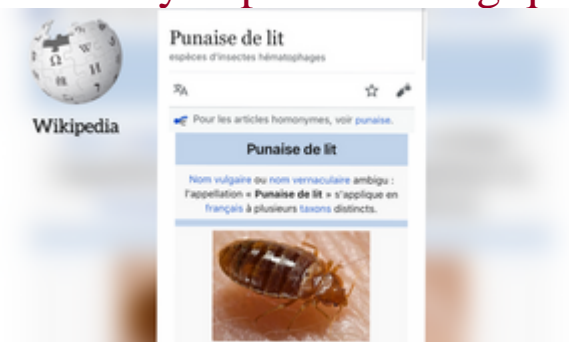 Wikipedia
Punaise de lit
espèces d'insectes hématophages
Pour les articles homonymes, voir punaise.
Punaise de lit
Nom vulgaire ou nom vernaculaire ambigu :
l'appellation « Punaise de lit » s'applique en
français à plusieurs taxons distincts.